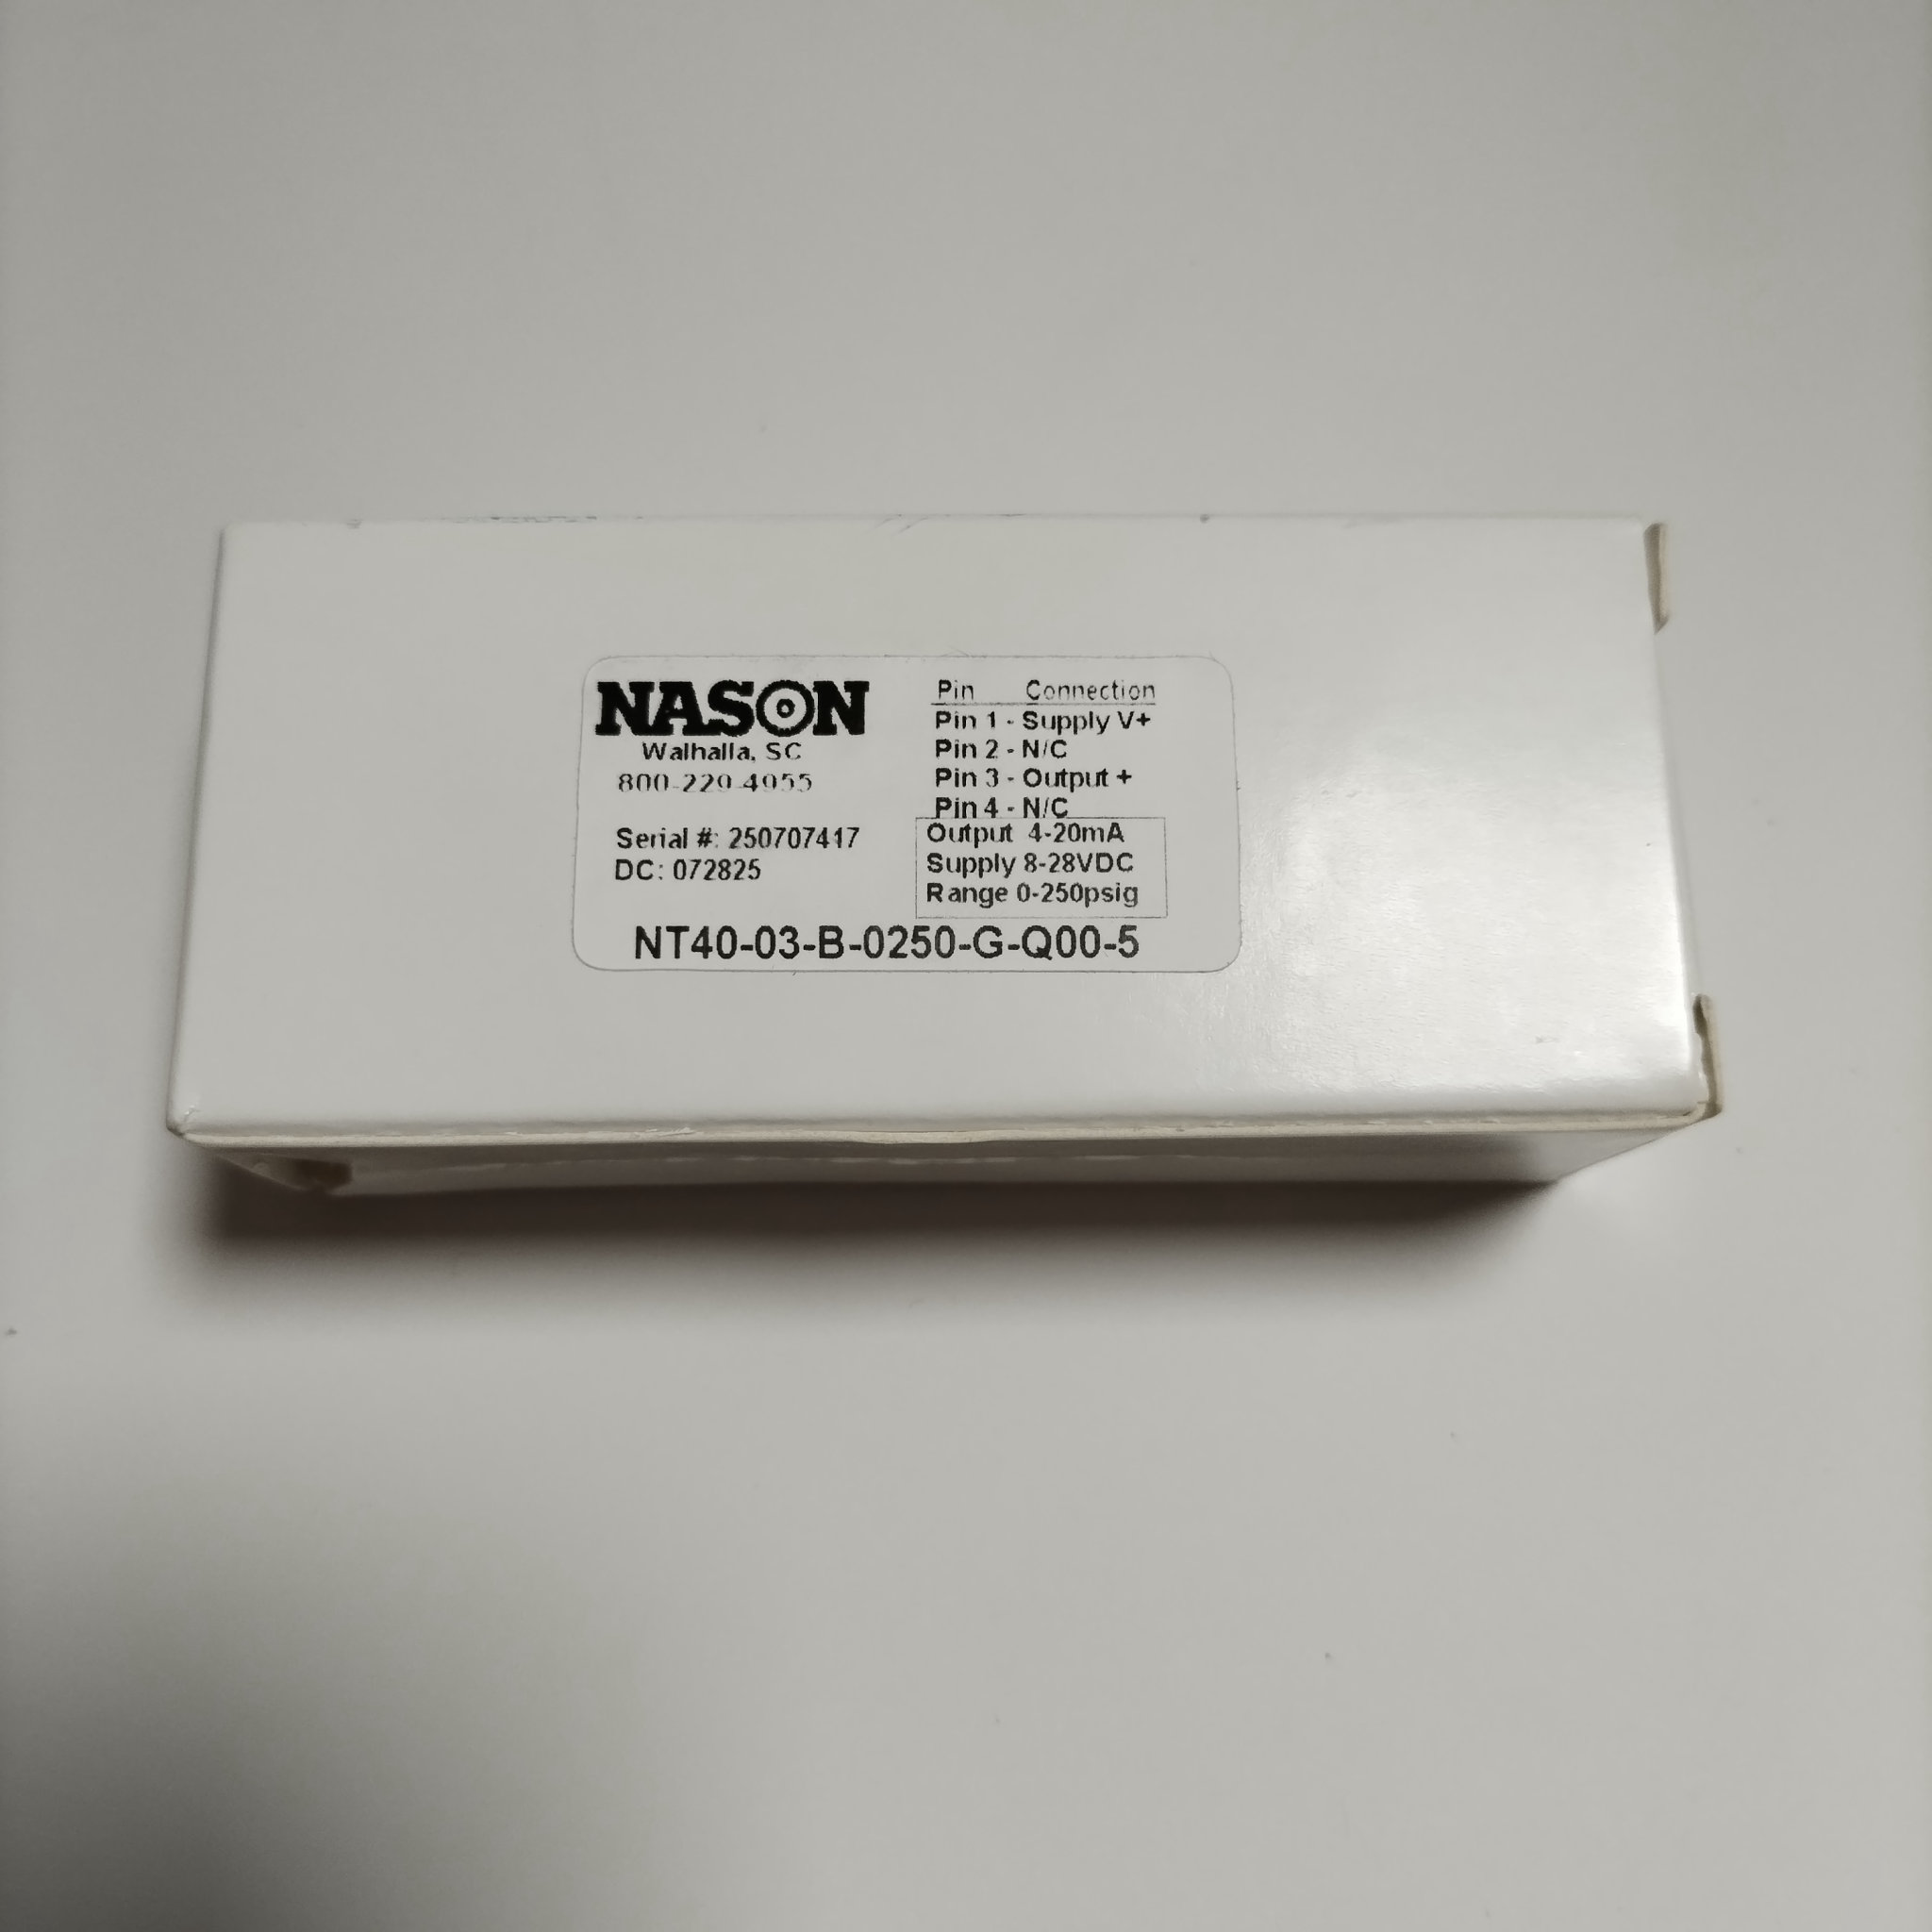 NASON
Walhalla, SC
800-229-4955
Serial #: 250707417
DC: 072825
Pin Connection
Pin 1 - Supply V+
Pin 2 - N/C
Pin 3 - Output +
Pin 4 - N/C
Output 4-20mA
Supply 8-28VDC
Range 0-250psig
NT40-03-B-0250-G-Q00-5